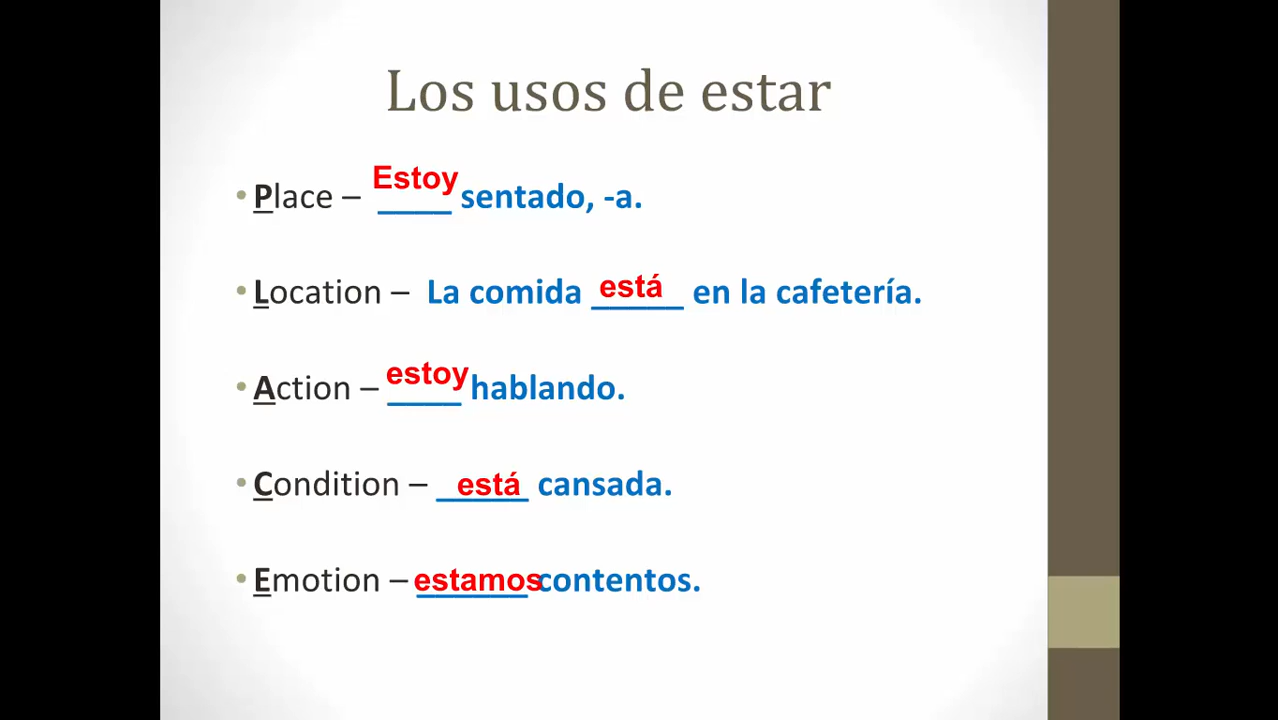 Los usos de estar
• Place – Estoy sentado, -a.
• Location – La comida está en la cafetería.
• Action – estoy hablando.
• Condition – está cansada.
• Emotion – estamos contentos.